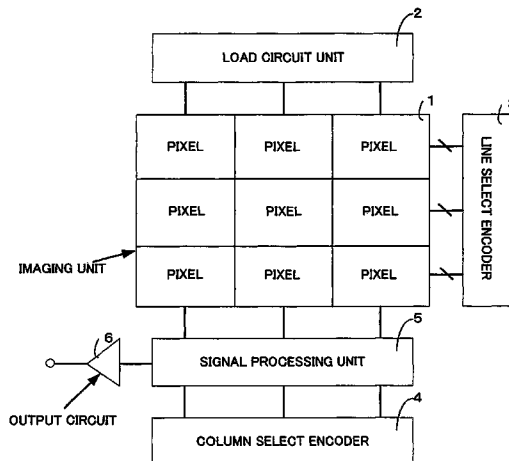 2
LOAD CIRCUIT UNIT
1
PIXEL PIXEL PIXEL
PIXEL PIXEL PIXEL
PIXEL PIXEL PIXEL
LINE SELECT ENCODER
IMAGING UNIT
5
6
SIGNAL PROCESSING UNIT
OUTPUT CIRCUIT
4
COLUMN SELECT ENCODER